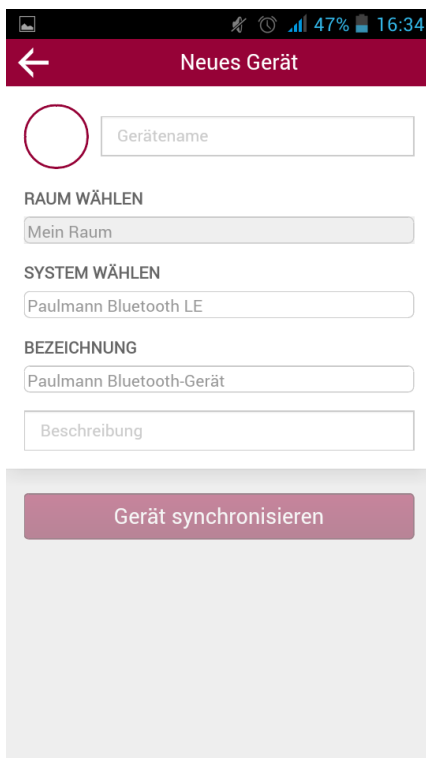 47% 16:34
Neues Gerät
Gerätename
RAUM WÄHLEN
Mein Raum
SYSTEM WÄHLEN
Paulmann Bluetooth LE
BEZEICHNUNG
Paulmann Bluetooth-Gerät
Beschreibung
Gerät synchronisieren